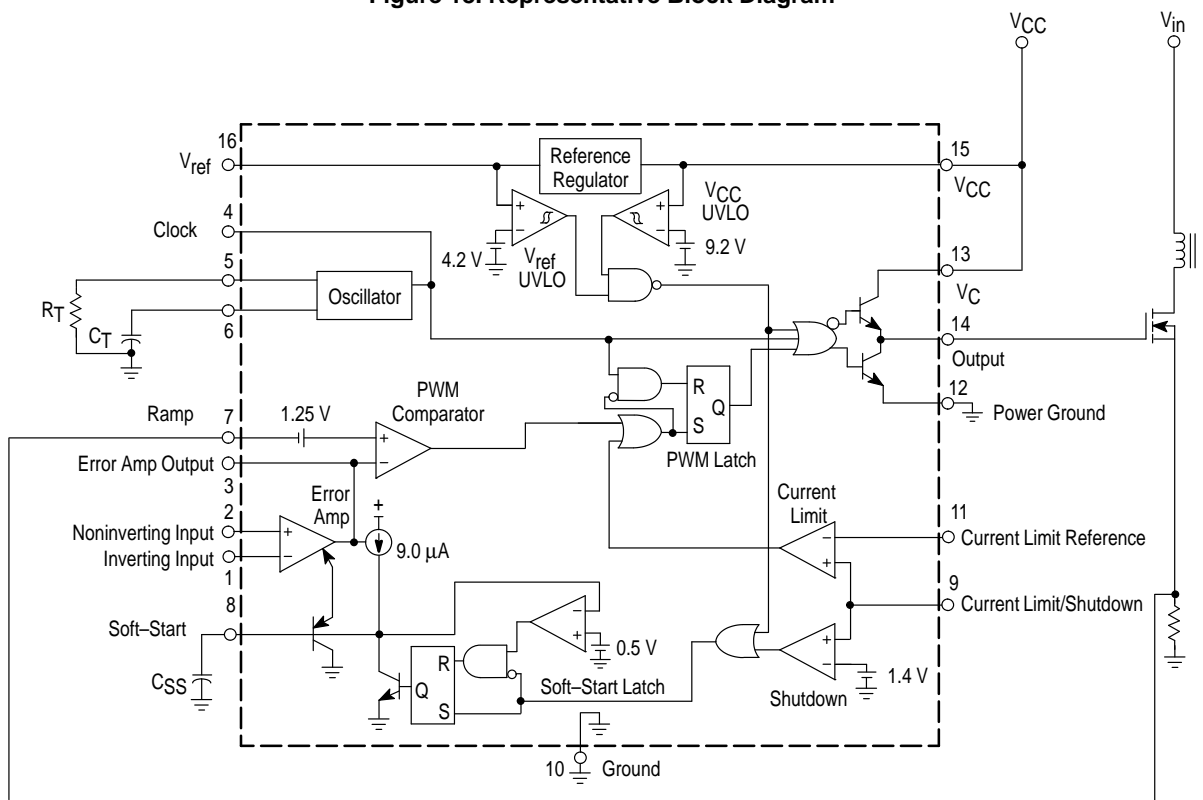 Figure 16. Representative Block Diagram
VCC
Vin
16
Vref
Reference
Regulator
15
VCC
VCC
UVLO
4
Clock
4.2 V
Vref
UVLO
9.2 V
5
13
VC
RT
CT
Oscillator
6
14
Output
PWM
Comparator
R
Q
S
PWM Latch
12
Power Ground
Ramp
7
1.25 V
Error Amp Output
3
Error
Amp
+
Current
Limit
2
Noninverting Input
Inverting Input
1
9.0 µA
11
Current Limit Reference
9
Current Limit/Shutdown
8
Soft–Start
CSS
0.5 V
R
Q
S
Soft–Start Latch
Shutdown
1.4 V
10
Ground